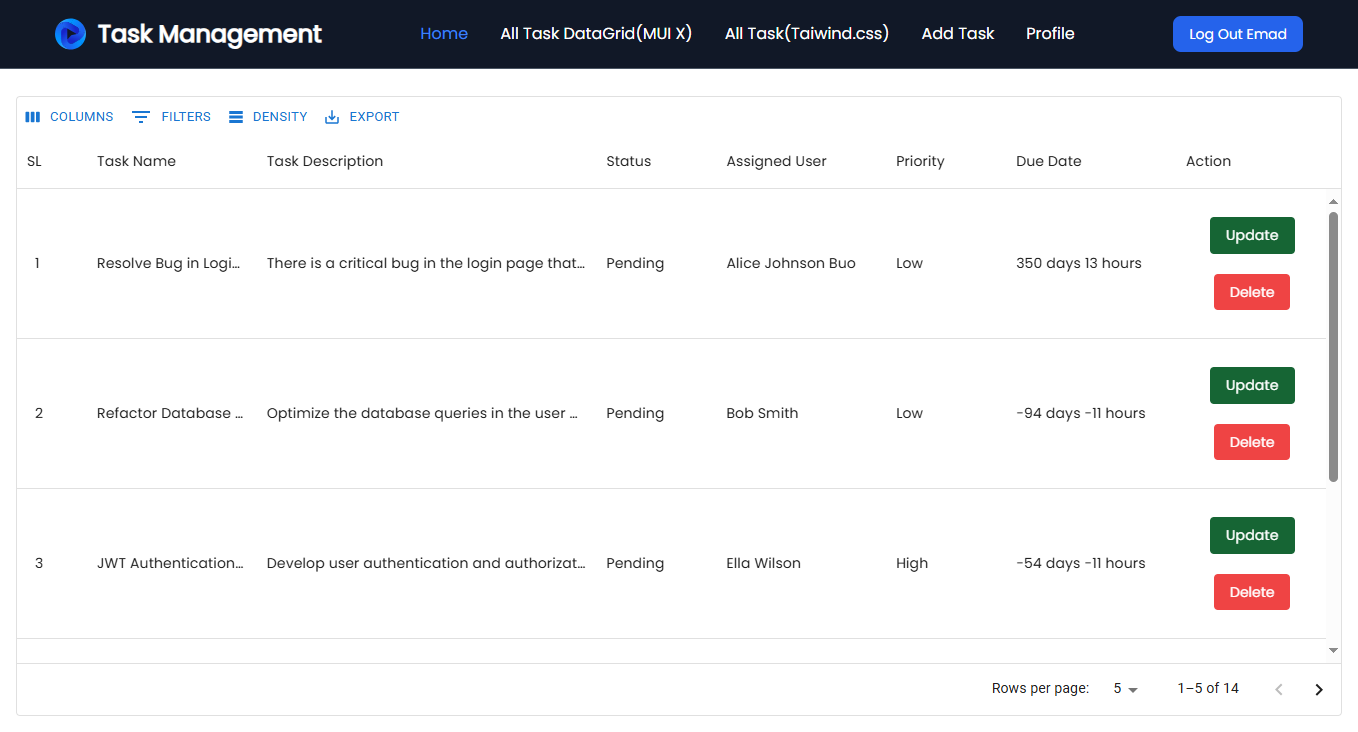 Task Management Home All Task DataGrid(MUI X) All Task(Taiwind.css) Add Task Profile Log Out Emad
COLUMNS FILTERS DENSITY EXPORT
SL Task Name Task Description Status Assigned User Priority Due Date Action
1 Resolve Bug in Logi... There is a critical bug in the login page that... Pending Alice Johnson Buo Low 350 days 13 hours Update
Delete
2 Refactor Database ... Optimize the database queries in the user ... Pending Bob Smith Low -94 days -11 hours Update
Delete
3 JWT Authentication... Develop user authentication and authorizat... Pending Ella Wilson High -54 days -11 hours Update
Delete
Rows per page: 5 1–5 of 14